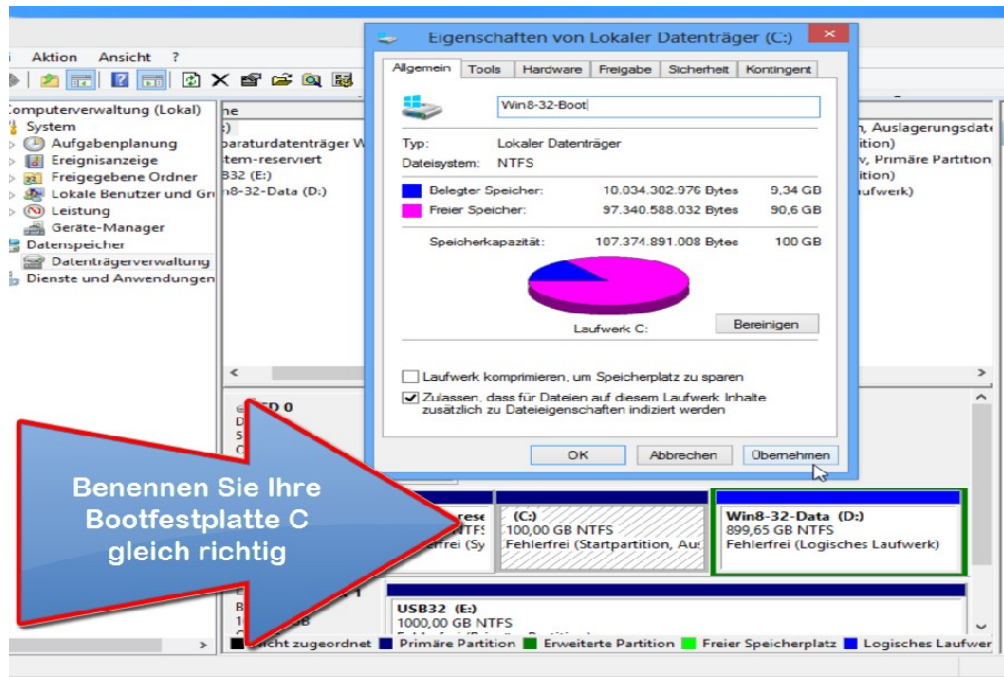 Eigenschaften von Lokaler Datenträger (C:)
Aktion Ansicht ?
Allgemein Tools Hardware Freigabe Sicherheit Kontingent
Computerverwaltung (Lokal)
System
Aufgabenplanung
Ereignisanzeige
Freigegebene Ordner
Lokale Benutzer und Gr
Leistung
Geräte-Manager
Datenspeicher
Datenträgerverwaltung
Dienste und Anwendungen
paraturdatenträger W
tem-reserviert
B32 (E:)
n8-32-Data (D:)
Win8-32-Boot
Typ: Lokaler Datenträger
Dateisystem: NTFS
Belegter Speicher: 10.034.302.976 Bytes 9,34 GB
Freier Speicher: 97.340.588.032 Bytes 90,6 GB
Speicherkapazität: 107.374.891.008 Bytes 100 GB
Laufwerk C:
Bereinigen
Laufwerk komprimieren, um Speicherplatz zu sparen
Zulassen, dass für Dateien auf diesem Laufwerk Inhalte
zusätzlich zu Dateieigenschaften indiziert werden
OK Abbrechen Übernehmen
n, Auslagerungsdate
ition)
v, Primäre Partition
ition)
ufwerk)
Benennen Sie Ihre
Bootfestplatte C
gleich richtig
(C:)
100,00 GB NTFS
Fehlerfrei (Startpartition, Au
Win8-32-Data (D:)
899,65 GB NTFS
Fehlerfrei (Logisches Laufwerk)
USB32 (E:)
1000,00 GB NTFS
nicht zugeordnet Primäre Partition Erweiterte Partition Freier Speicherplatz Logisches Laufwer